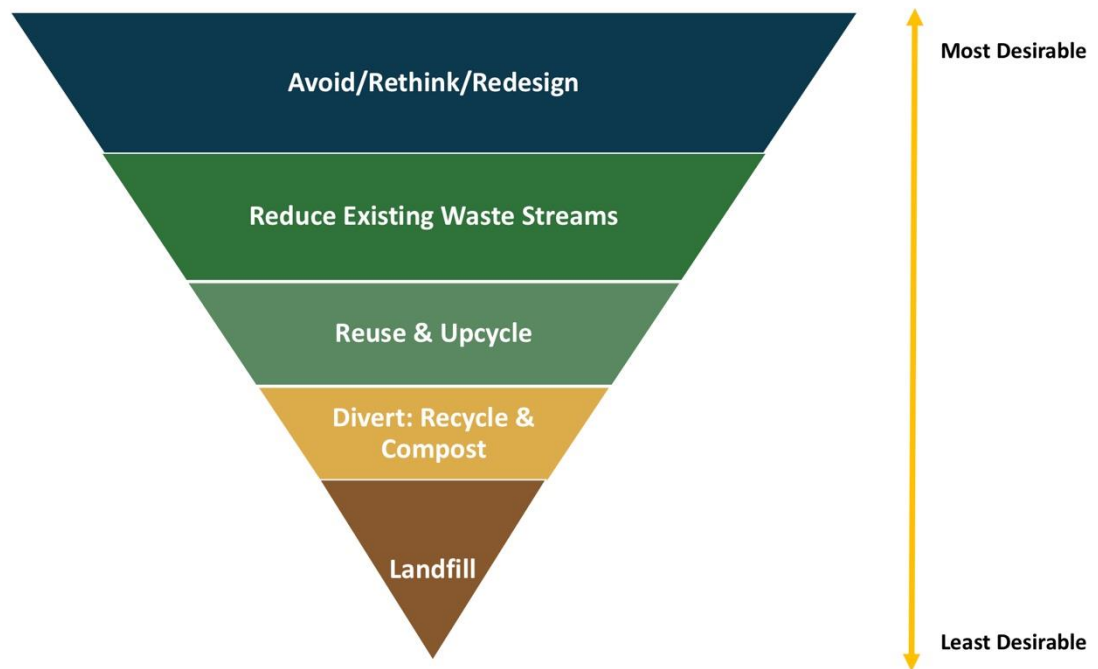 Most Desirable
Avoid/Rethink/Redesign
Reduce Existing Waste Streams
Reuse & Upcycle
Divert: Recycle &
Compost
Landfill
Least Desirable